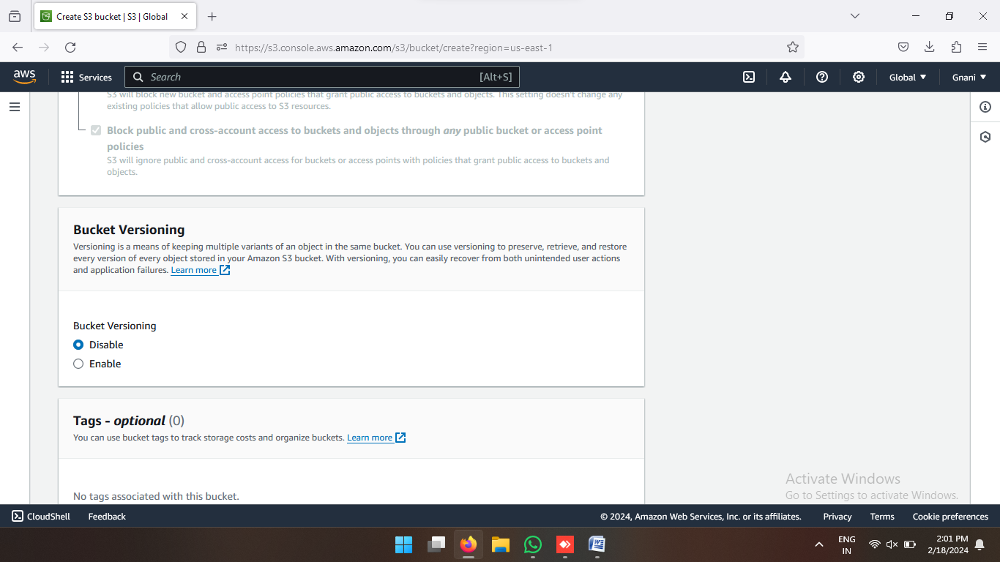 Create S3 bucket | S3 | Global
https://s3.console.aws.amazon.com/s3/bucket/create?region=us-east-1
aws
Services
Search
[Alt+S]
Global
Gnani
S3 will block new bucket and access point policies that grant public access to buckets and objects. This setting doesn't change any
existing policies that allow public access to S3 resources.
Block public and cross-account access to buckets and objects through any public bucket or access point
policies
S3 will ignore public and cross-account access for buckets or access points with policies that grant public access to buckets and
objects.
Bucket Versioning
Versioning is a means of keeping multiple variants of an object in the same bucket. You can use versioning to preserve, retrieve, and restore
every version of every object stored in your Amazon S3 bucket. With versioning, you can easily recover from both unintended user actions
and application failures. Learn more
Bucket Versioning
Disable
Enable
Tags - optional (0)
You can use bucket tags to track storage costs and organize buckets. Learn more
No tags associated with this bucket.
Activate Windows
Go to Settings to activate Windows.
CloudShell
Feedback
© 2024, Amazon Web Services, Inc. or its affiliates.
Privacy
Terms
Cookie preferences
ENG
IN
2:01 PM
2/18/2024